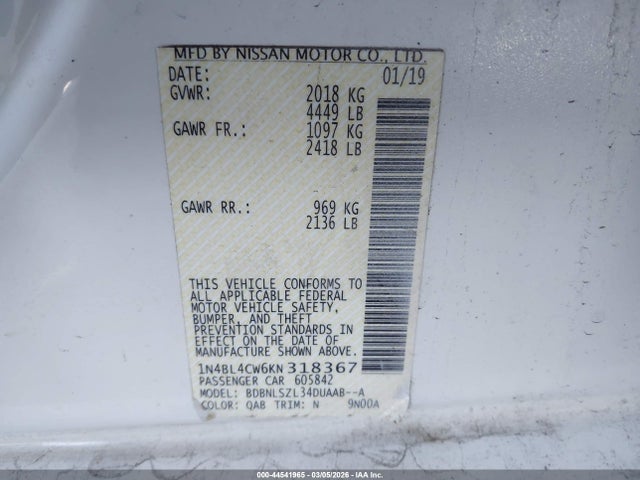 MFD BY NISSAN MOTOR CO., LTD.
DATE: 01/19
GVWR: 2018 KG
4449 LB
GAWR FR.: 1097 KG
2418 LB
GAWR RR.: 969 KG
2136 LB
THIS VEHICLE CONFORMS TO
ALL APPLICABLE FEDERAL
MOTOR VEHICLE SAFETY,
BUMPER, AND THEFT
PREVENTION STANDARDS IN
EFFECT ON THE DATE OF
MANUFACTURE SHOWN ABOVE.
1N4BL4CW6KN318367
PASSENGER CAR 605842
MODEL: BDBNLSZL34DUAAB--A
COLOR: QAB TRIM: N 9N00A
000-44541965 - 03/05/2026 - IAAI.COM